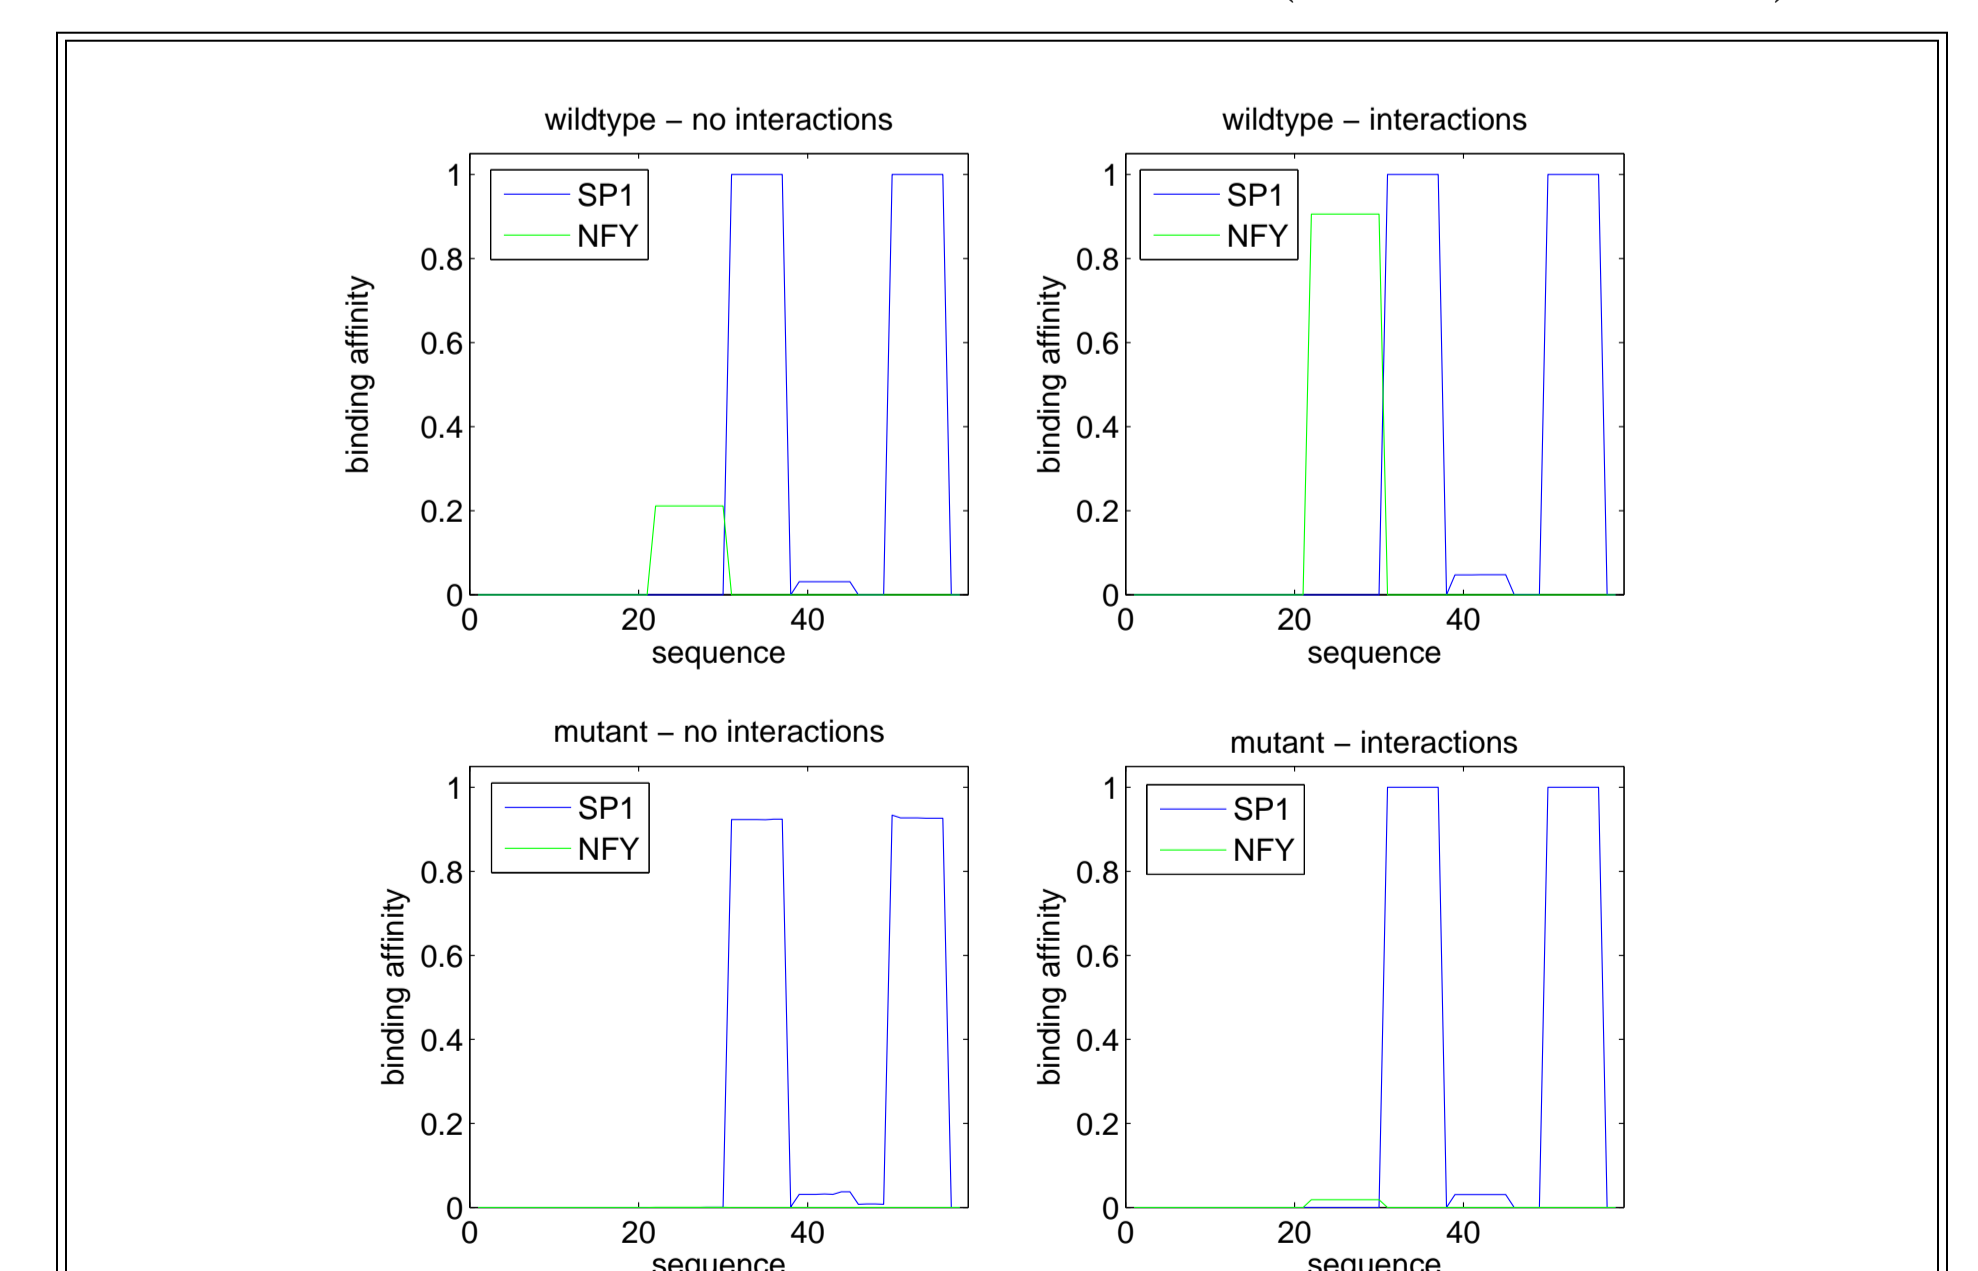 wildtype – no interactions
1
0.8
0.6
0.4
0.2
0
0
20
40
SP1
NFY
binding affinity
sequence
wildtype – interactions
1
0.8
0.6
0.4
0.2
0
0
20
40
SP1
NFY
binding affinity
sequence
mutant – no interactions
1
0.8
0.6
0.4
0.2
0
0
20
40
SP1
NFY
binding affinity
sequence
mutant – interactions
1
0.8
0.6
0.4
0.2
0
0
20
40
SP1
NFY
binding affinity
sequence